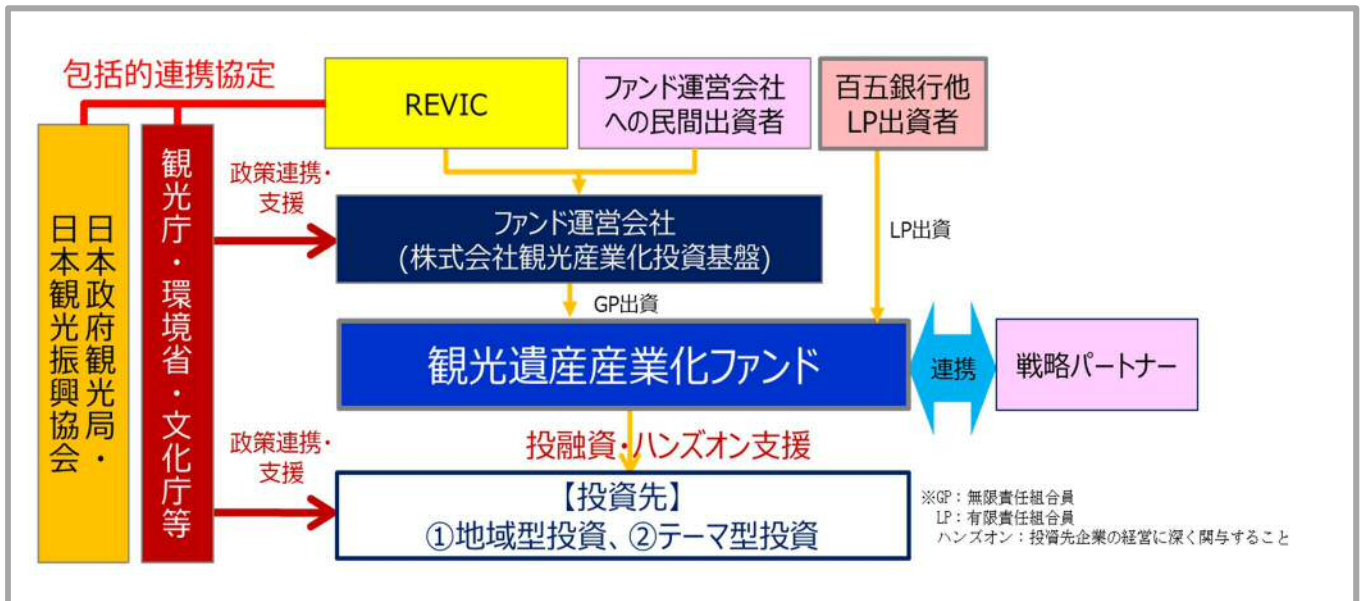 包括的連携協定
REVIC
ファンド運営会社
への民間出資者
百五銀行他
LP出資者
日本政府観光局・
日本観光振興協会
観光庁・環境省・文化庁等
政策連携・
支援
ファンド運営会社
(株式会社観光産業化投資基盤)
LP出資
GP出資
観光遺産産業化ファンド
連携
戦略パートナー
投融資・ハンズオン支援
政策連携・
支援
【投資先】
①地域型投資、②テーマ型投資
※GP：無限責任組合員
LP：有限責任組合員
ハンズオン：投資先企業の経営に深く関与すること